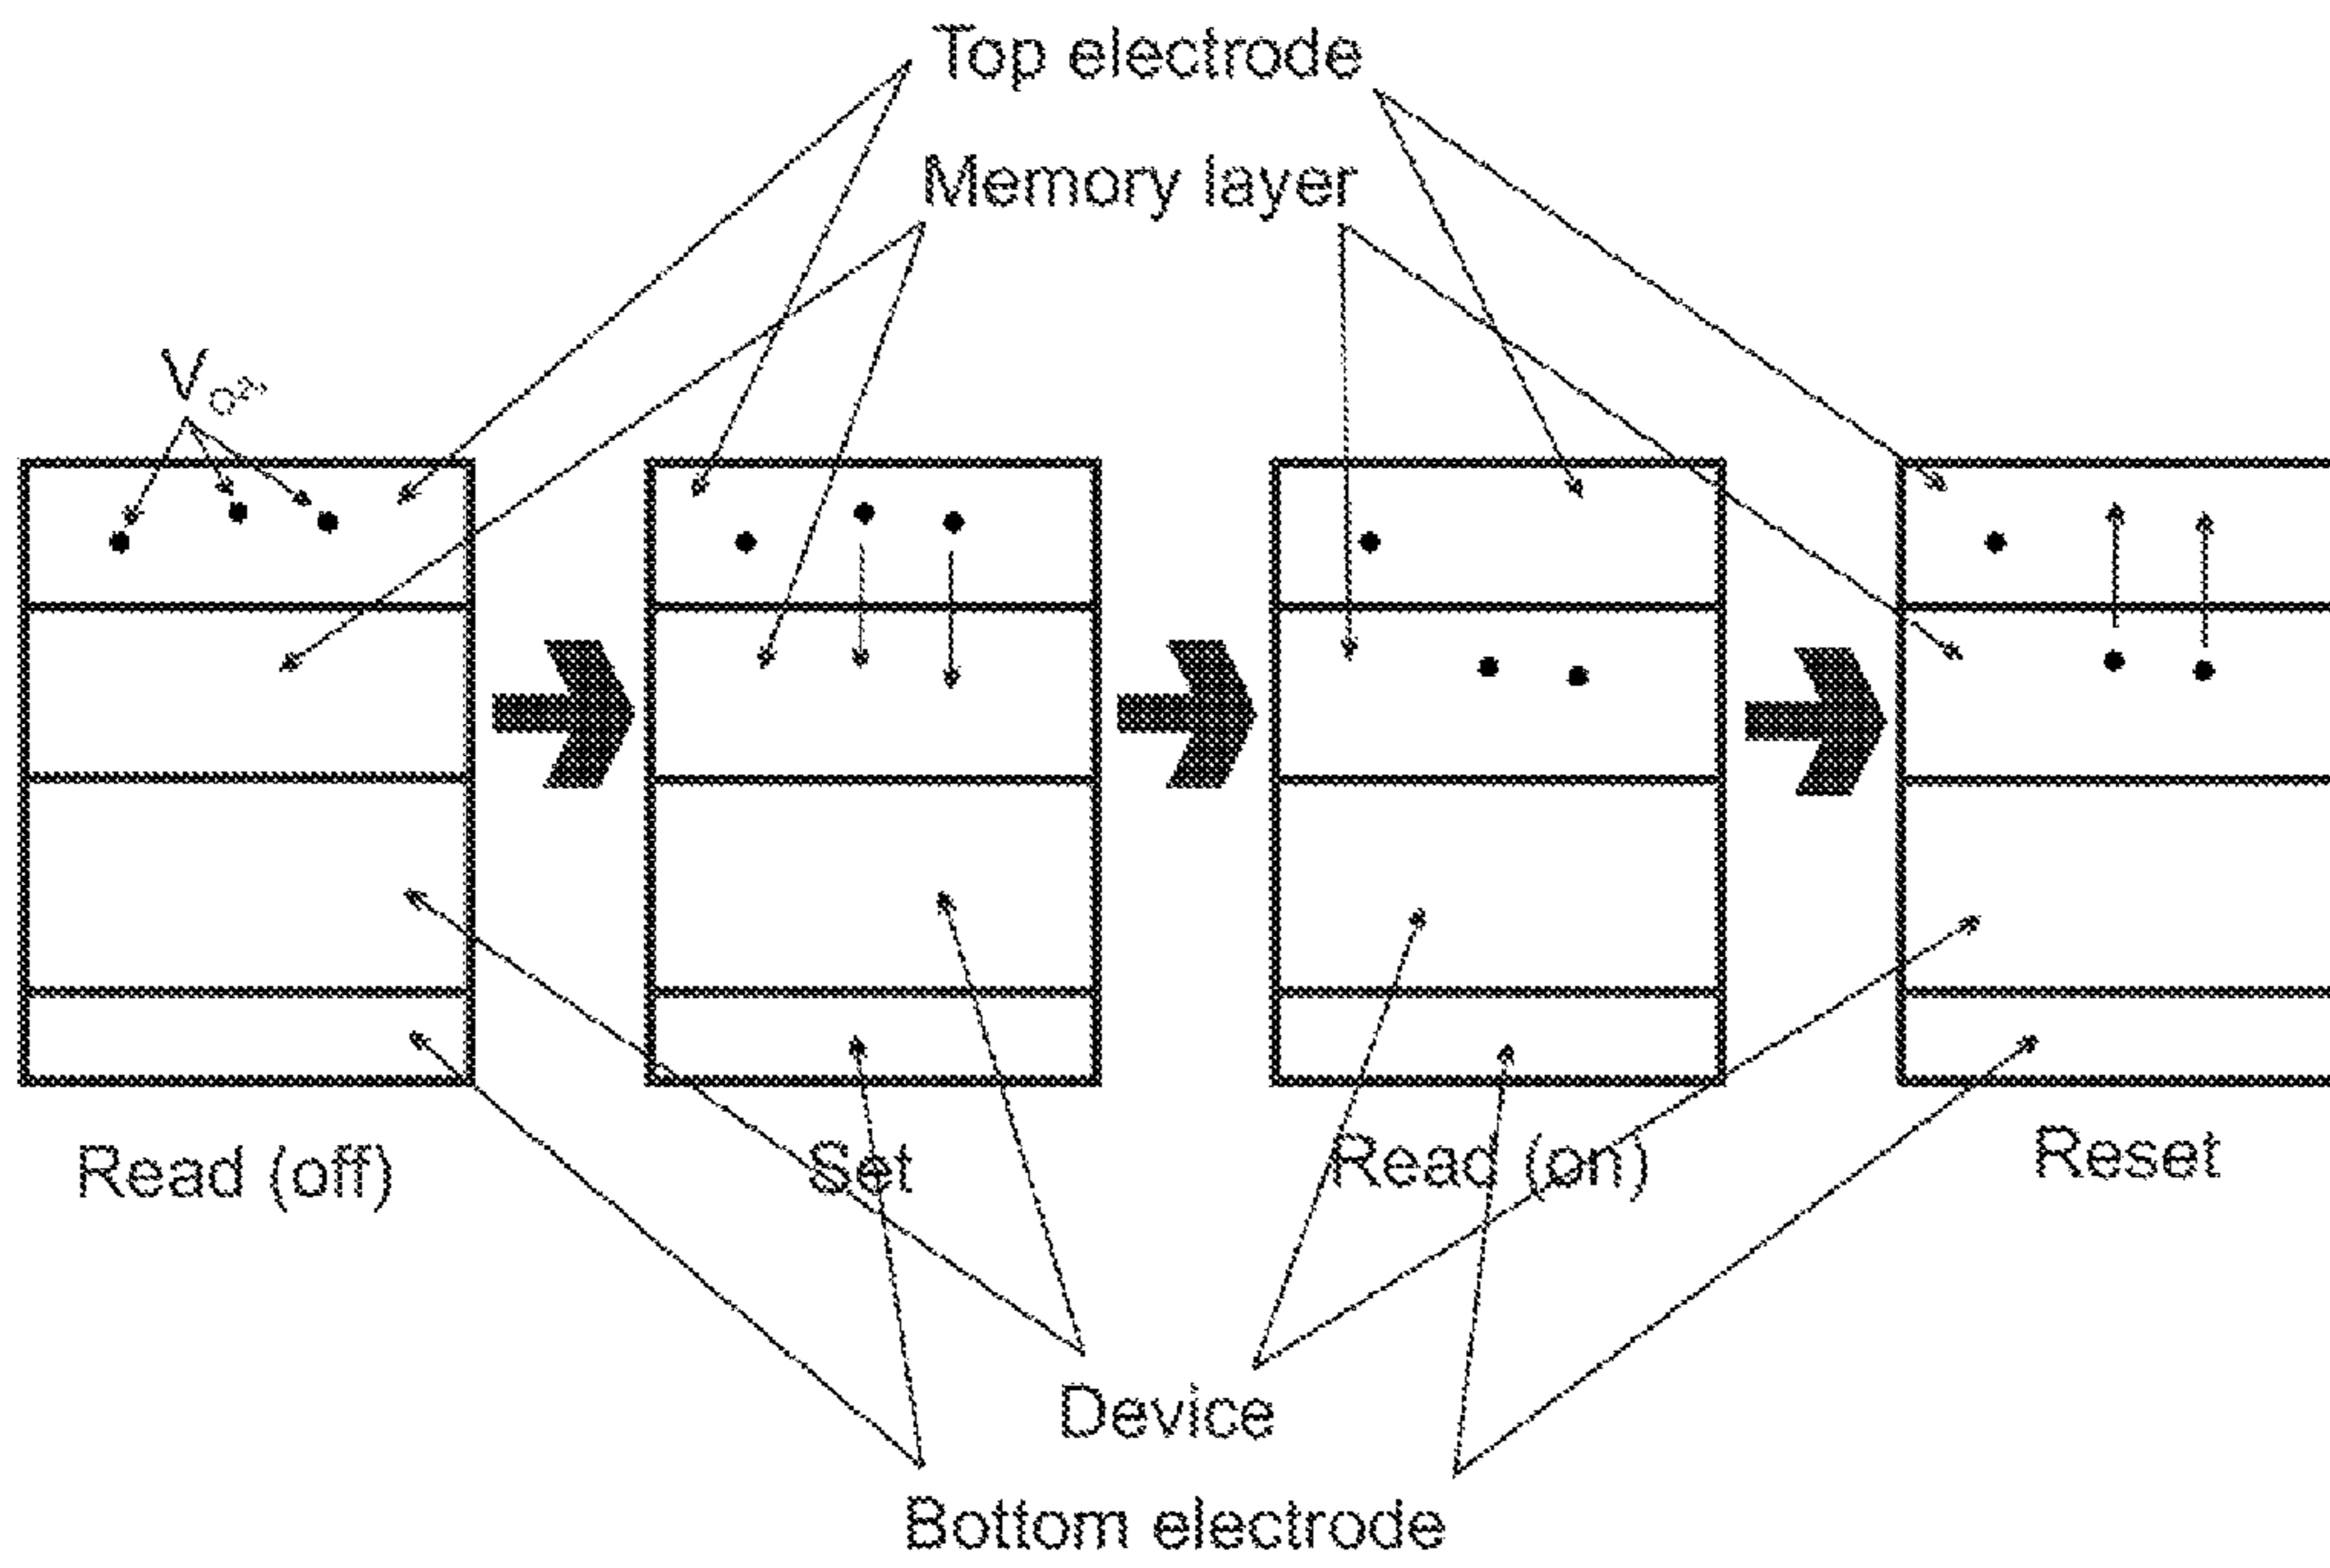 Top electrode
Memory layer
Read (off)
Set
Read (on)
Reset
Device
Bottom electrode